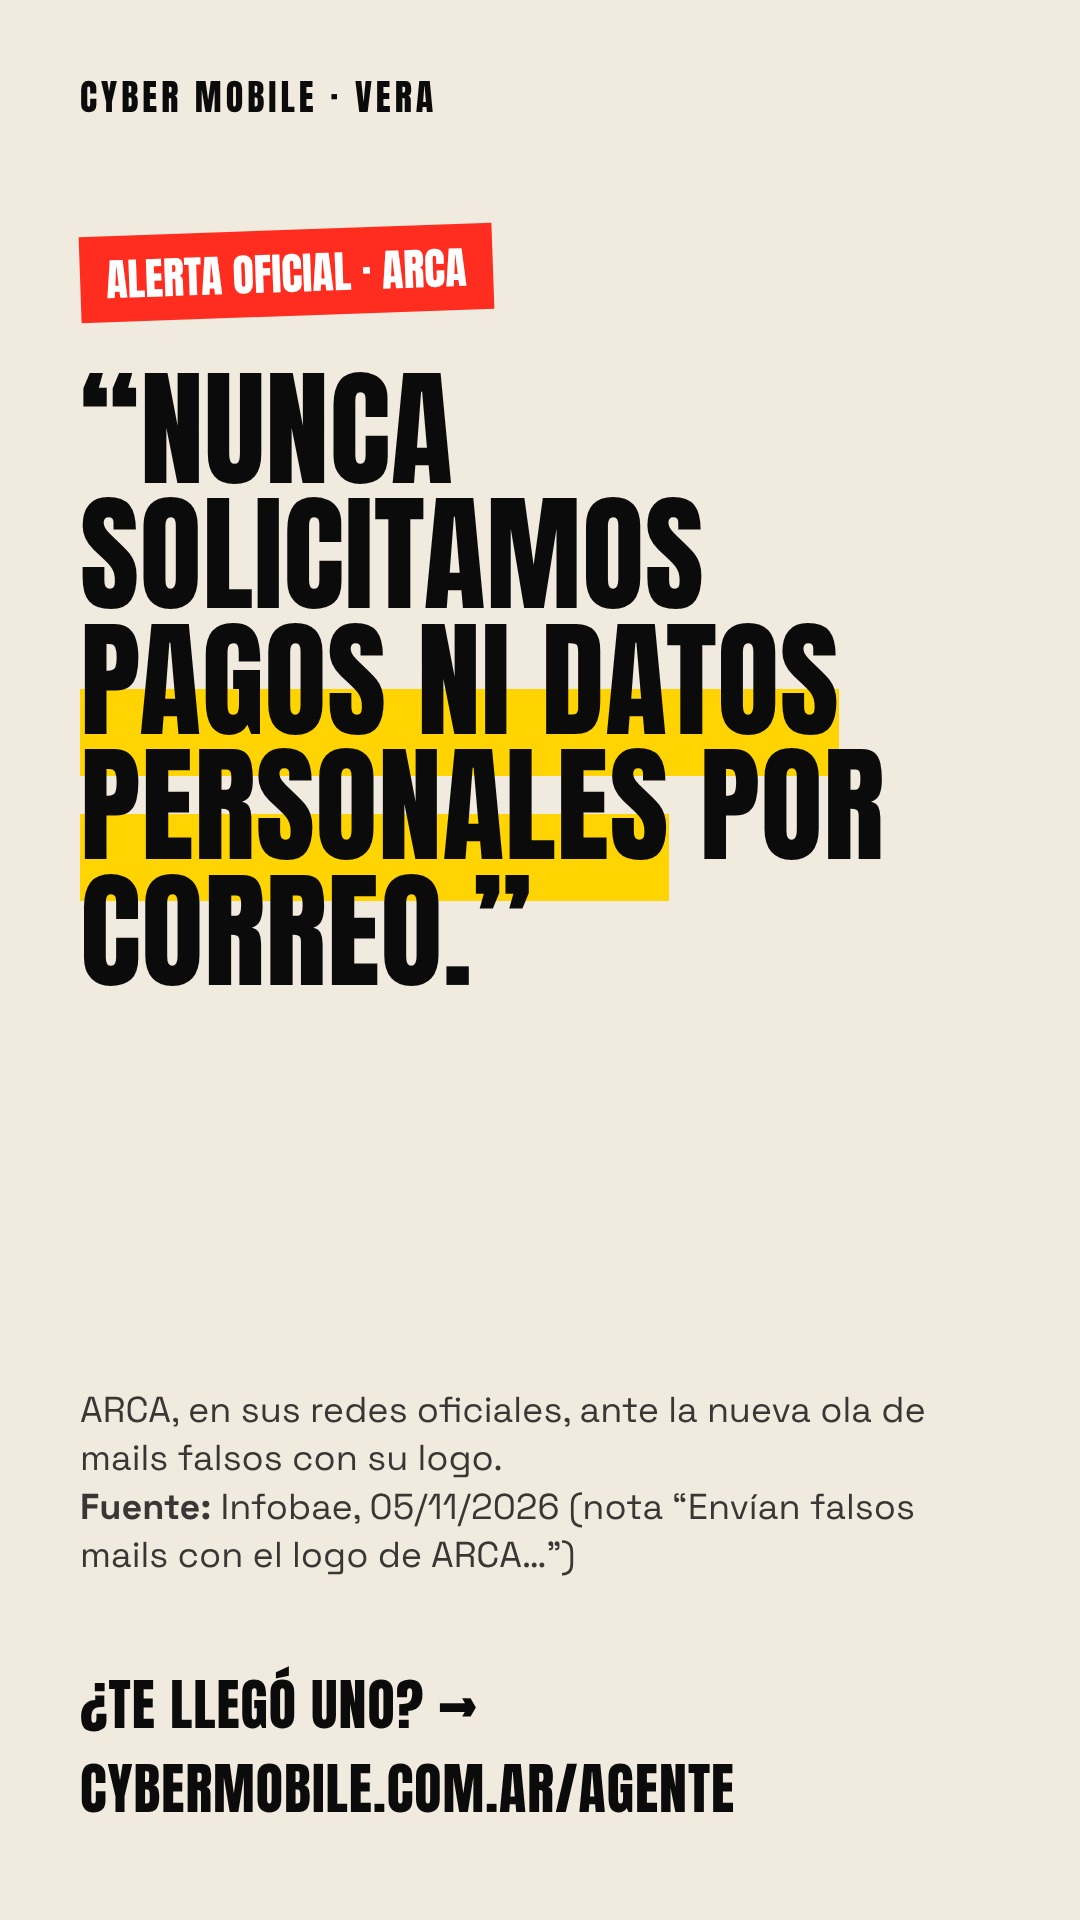 CYBER MOBILE · VERA
ALERTA OFICIAL · ARCA
“NUNCA
SOLICITAMOS
PAGOS NI DATOS
PERSONALES POR
CORREO.”
ARCA, en sus redes oficiales, ante la nueva ola de
mails falsos con su logo.
Fuente: Infobae, 05/11/2026 (nota “Envían falsos
mails con el logo de ARCA...”)
¿TE LLEGÓ UNO? →
CYBERMOBILE.COM.AR/AGENTE